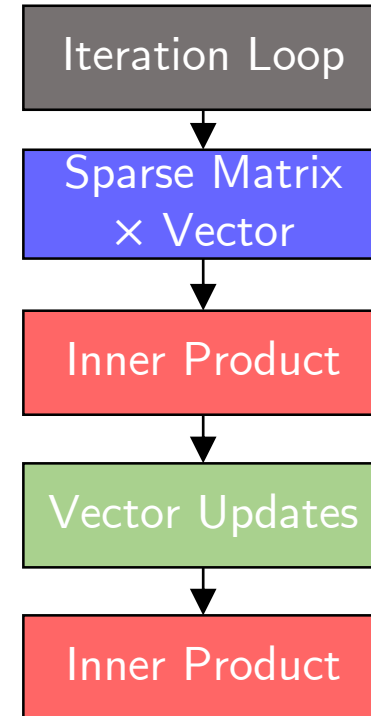 Iteration Loop
Sparse Matrix
× Vector
Inner Product
Vector Updates
Inner Product